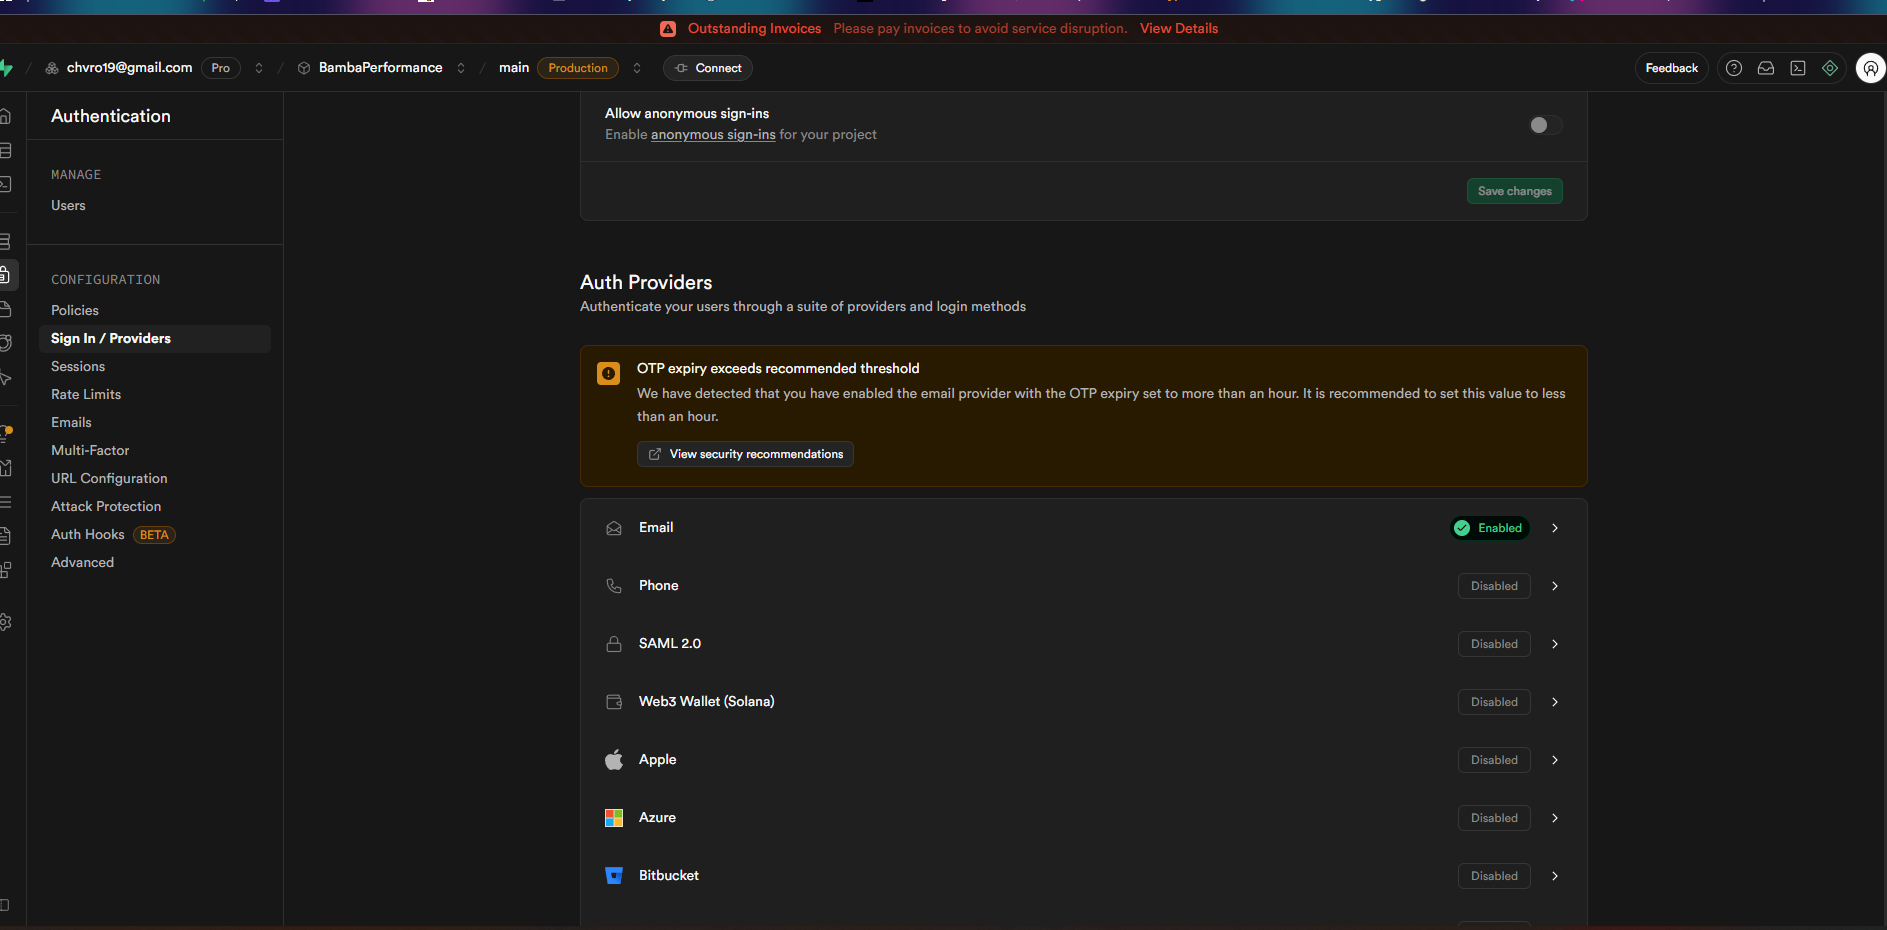 Outstanding Invoices Please pay invoices to avoid service disruption. View Details
chvro19@gmail.com Pro / BambaPerformance / main Production Connect Feedback
Authentication
MANAGE
Users
CONFIGURATION
Policies
Sign In / Providers
Sessions
Rate Limits
Emails
Multi-Factor
URL Configuration
Attack Protection
Auth Hooks BETA
Advanced
Allow anonymous sign-ins
Enable anonymous sign-ins for your project
Save changes
Auth Providers
Authenticate your users through a suite of providers and login methods
OTP expiry exceeds recommended threshold
We have detected that you have enabled the email provider with the OTP expiry set to more than an hour. It is recommended to set this value to less
than an hour.
View security recommendations
Email Enabled
Phone Disabled
SAML 2.0 Disabled
Web3 Wallet (Solana) Disabled
Apple Disabled
Azure Disabled
Bitbucket Disabled